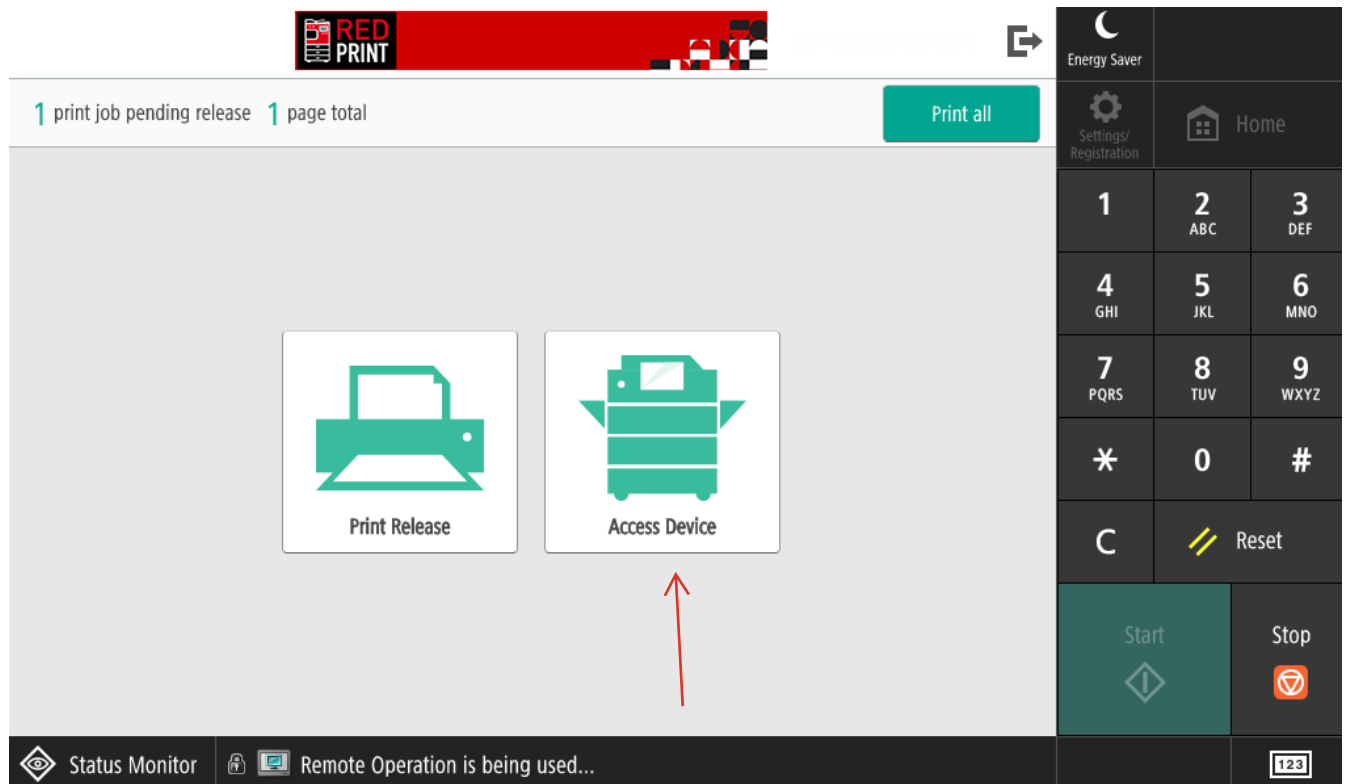 RED
PRINT
1 print job pending release 1 page total
Print all
Print Release
Access Device
Status Monitor
Remote Operation is being used...
Energy Saver
Settings/
Registration
Home
1
2
ABC
3
DEF
4
GHI
5
JKL
6
MNO
7
PQRS
8
TUV
9
WXYZ
*
0
#
C
Reset
Start
Stop
123